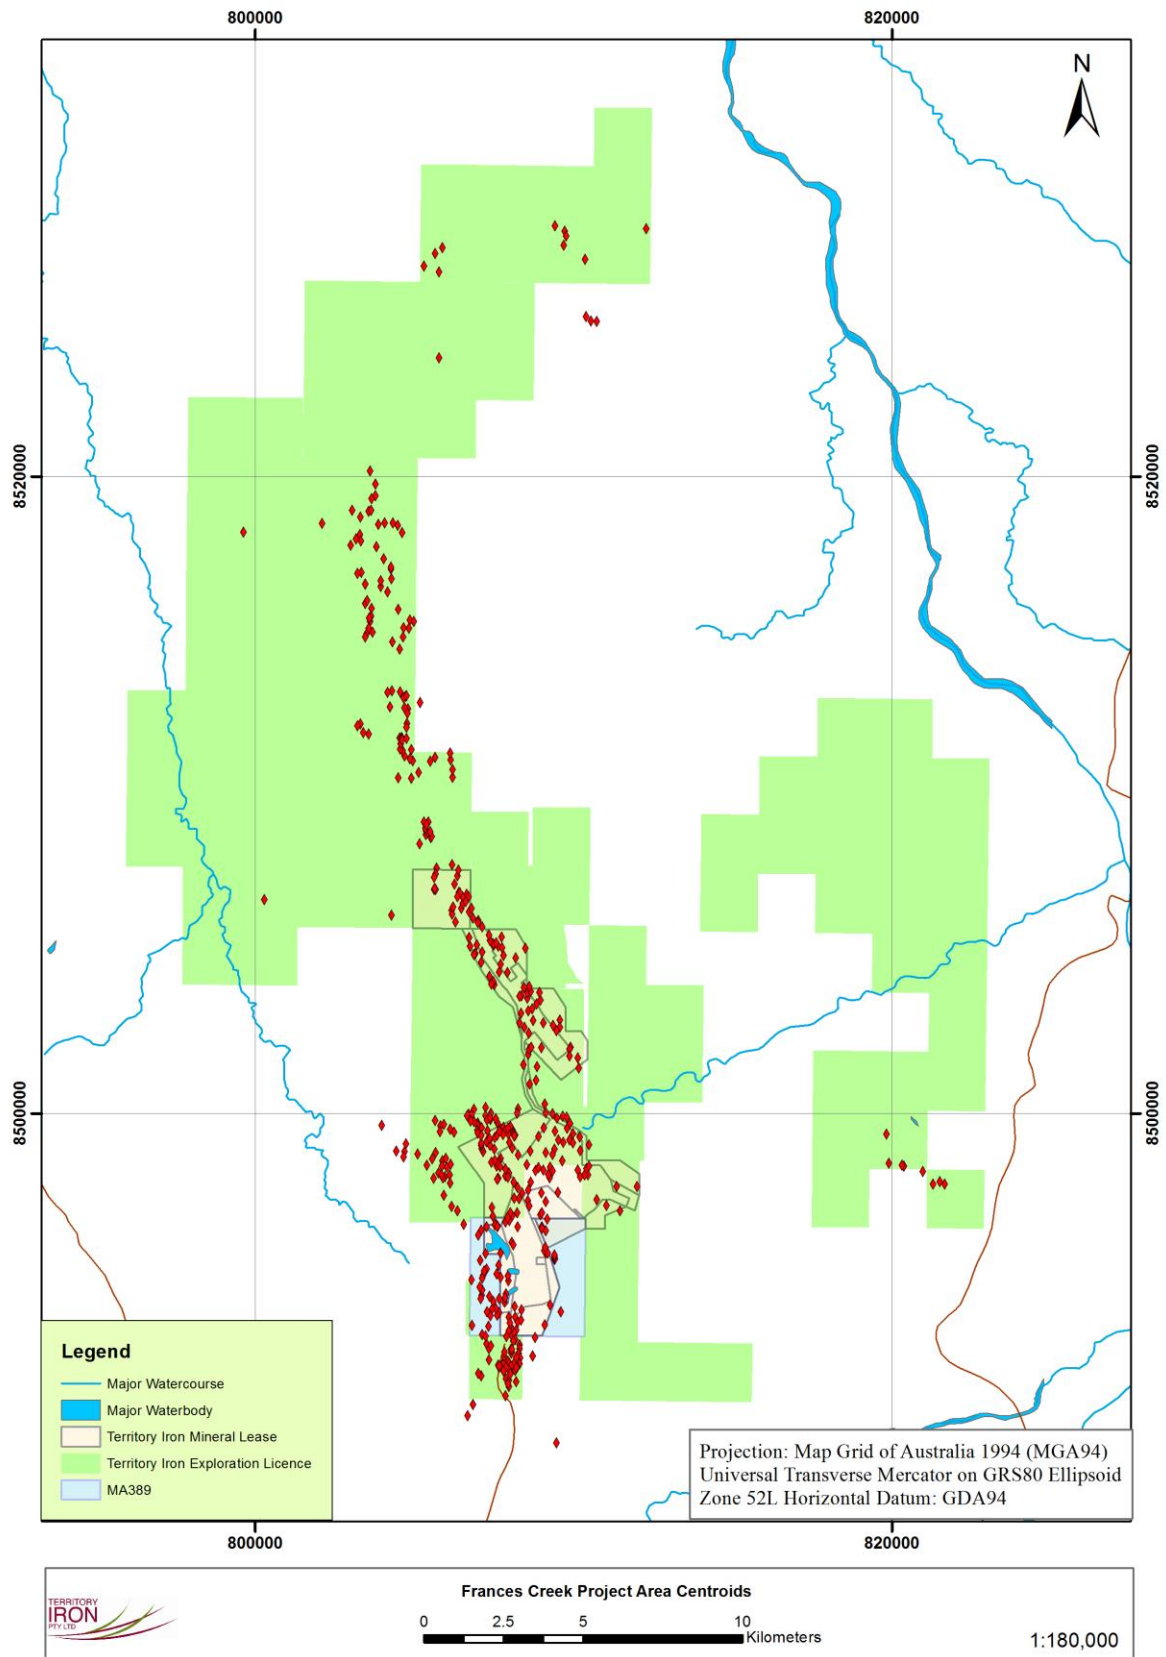 800000
820000
N
8520000
8520000
8500000
8500000
Legend
Major Watercourse
Major Waterbody
Territory Iron Mineral Lease
Territory Iron Exploration Licence
MA389
Projection: Map Grid of Australia 1994 (MGA94)
Universal Transverse Mercator on GRS80 Ellipsoid
Zone 52L Horizontal Datum: GDA94
800000
820000
TERRITORY
IRON
PTY LTD
Frances Creek Project Area Centroids
0 2.5 5 10
Kilometers
1:180,000